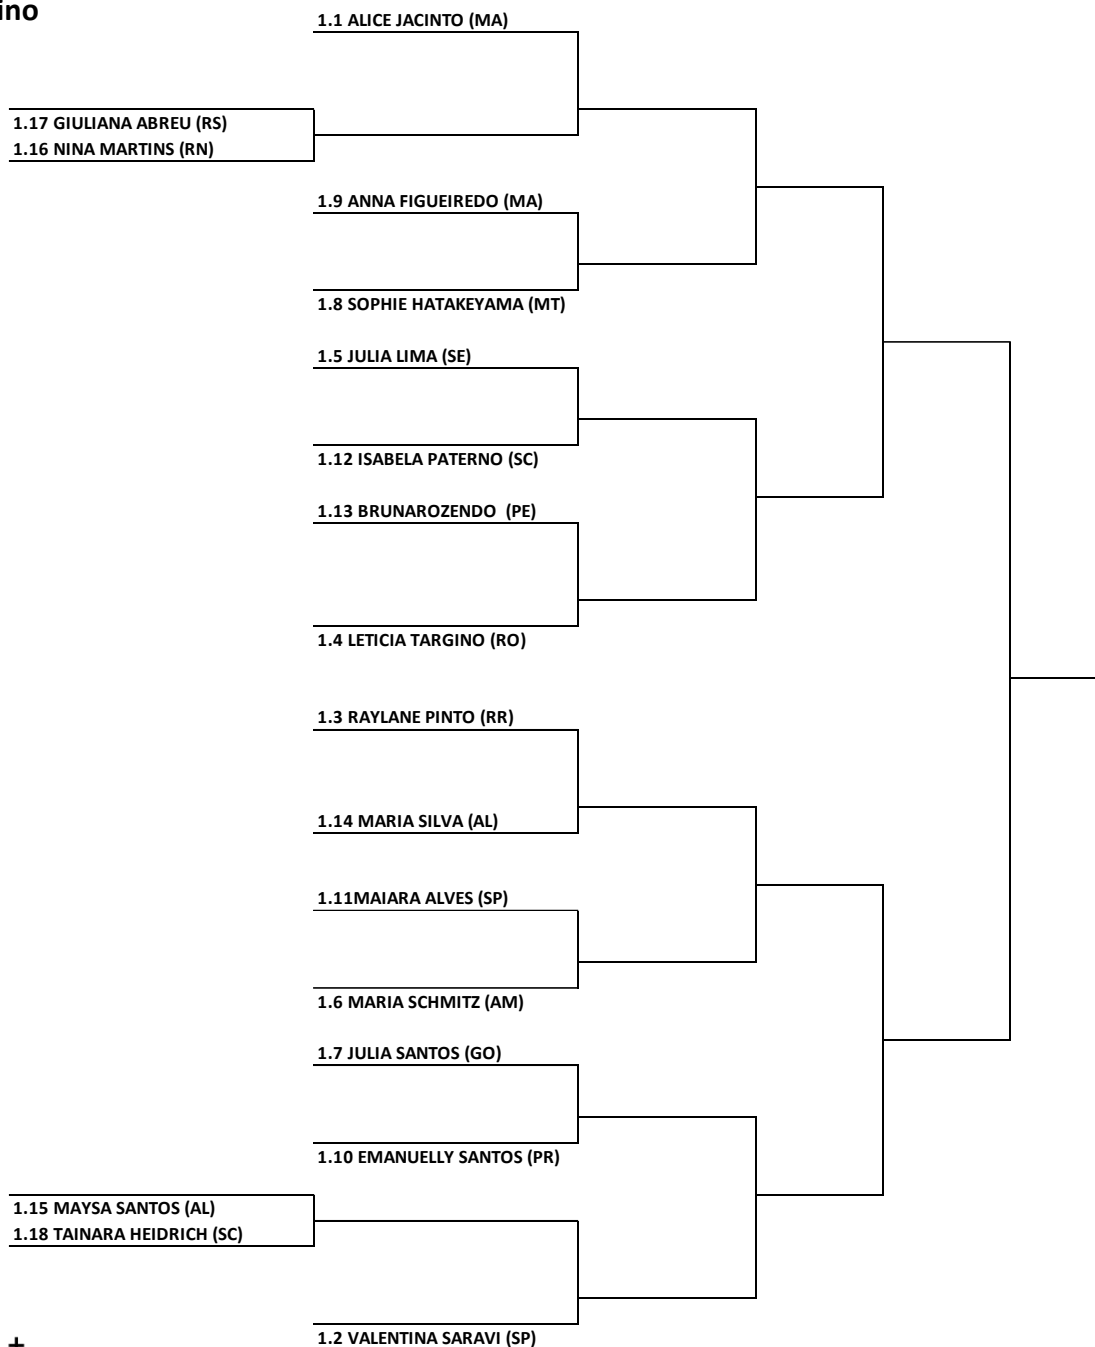 ino
1.1 ALICE JACINTO (MA)
1.17 GIULIANA ABREU (RS)
1.16 NINA MARTINS (RN)
1.9 ANNA FIGUEIREDO (MA)
1.8 SOPHIE HATAKEYAMA (MT)
1.5 JULIA LIMA (SE)
1.12 ISABELA PATERNO (SC)
1.13 BRUNAROZENDO  (PE)
1.4 LETICIA TARGINO (RO)
1.3 RAYLANE PINTO (RR)
1.14 MARIA SILVA (AL)
1.11MAIARA ALVES (SP)
1.6 MARIA SCHMITZ (AM)
1.7 JULIA SANTOS (GO)
1.10 EMANUELLY SANTOS (PR)
1.15 MAYSA SANTOS (AL)
1.18 TAINARA HEIDRICH (SC)
1.2 VALENTINA SARAVI (SP)